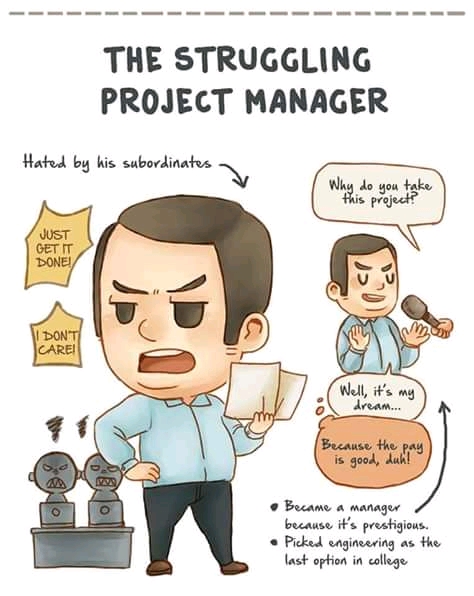 THE STRUGGLING
PROJECT MANAGER
Hated by his subordinates
Why do you take
this project?
JUST
GET IT
DONE!
I DON'T
CARE!
Well, it's my
dream...
Because the pay
is good, duh!
• Became a manager
because it's prestigious.
• Picked engineering as the
last option in college